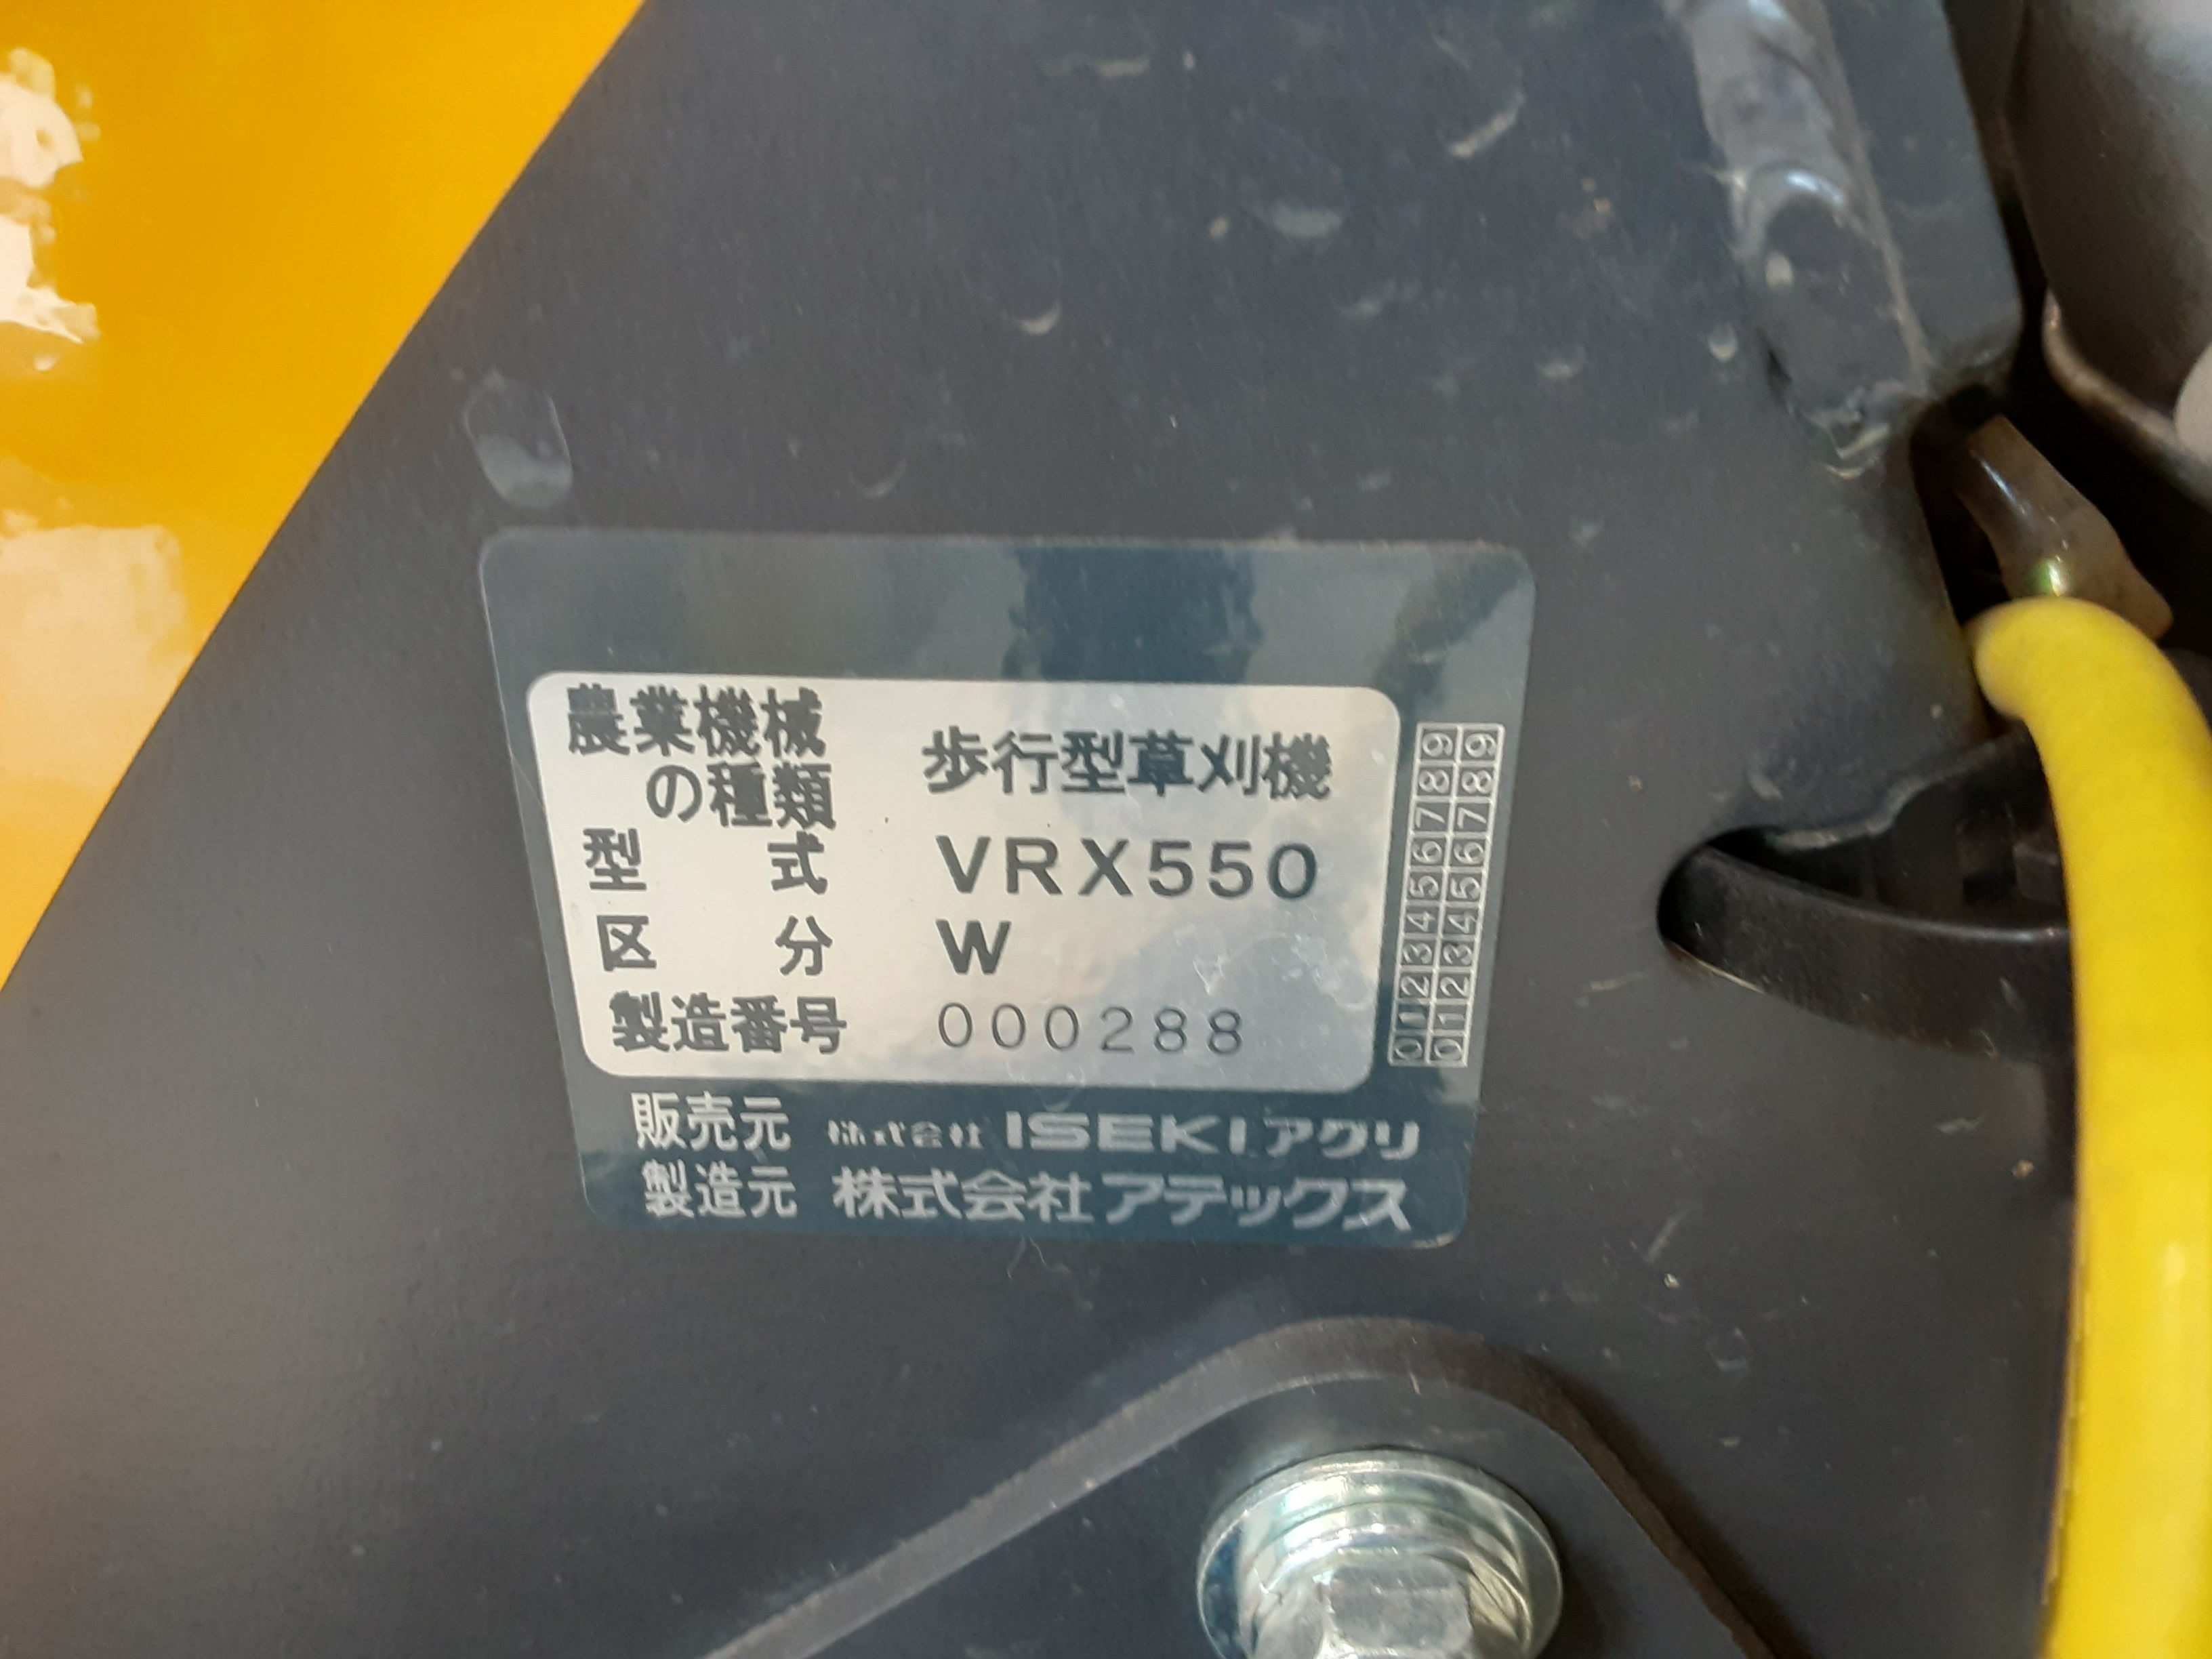 農業機械
の種類 歩行型草刈機
型式 VRX550
区分 W
製造番号 000288
0123456789
0123456789
販売元 株式会社 ISEKIアグリ
製造元 株式会社アテックス